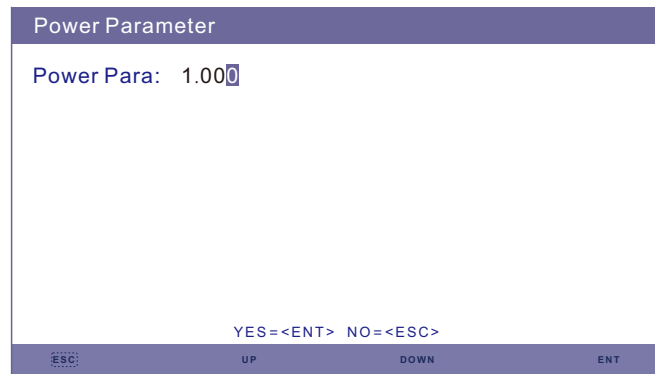 Power Parameter
Power Para: 1.000
YES=<ENT> NO=<ESC>
ESC UP DOWN ENT